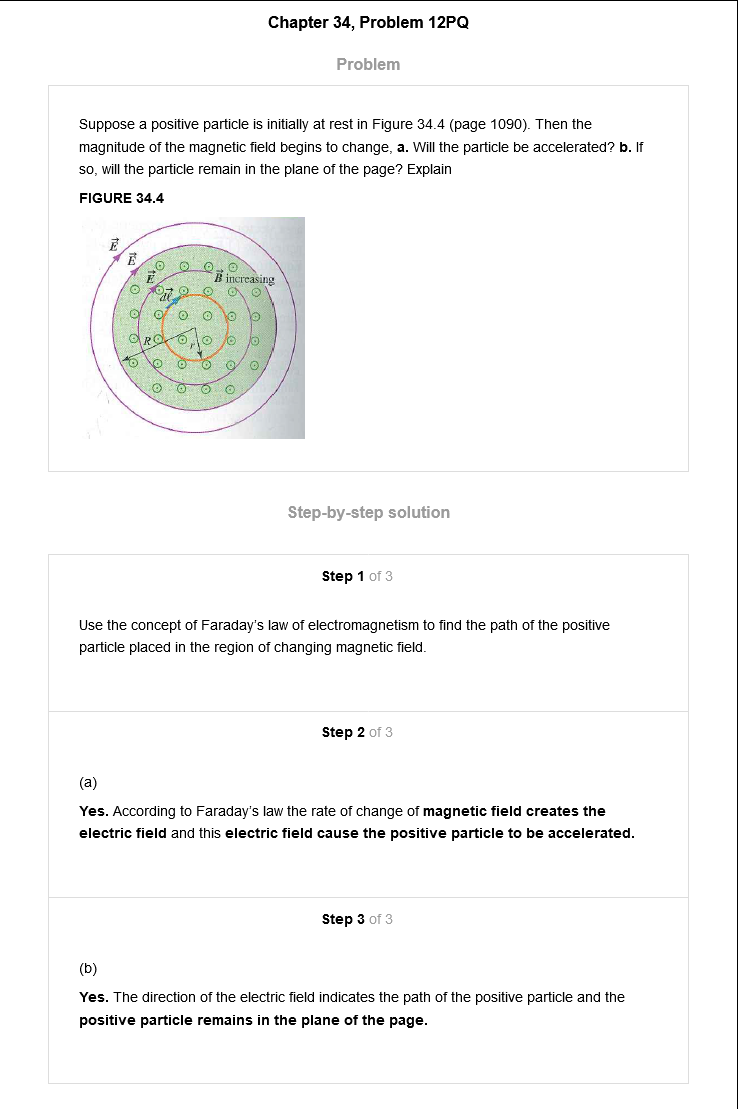 Chapter 34, Problem 12PQ
Problem
Suppose a positive particle is initially at rest in Figure 34.4 (page 1090). Then the
magnitude of the magnetic field begins to change, a. Will the particle be accelerated? b. If
so, will the particle remain in the plane of the page? Explain
FIGURE 34.4
E
E
E
B increasing
dℓ
R
r
Step-by-step solution
Step 1 of 3
Use the concept of Faraday's law of electromagnetism to find the path of the positive
particle placed in the region of changing magnetic field.
Step 2 of 3
(a)
Yes. According to Faraday's law the rate of change of magnetic field creates the
electric field and this electric field cause the positive particle to be accelerated.
Step 3 of 3
(b)
Yes. The direction of the electric field indicates the path of the positive particle and the
positive particle remains in the plane of the page.